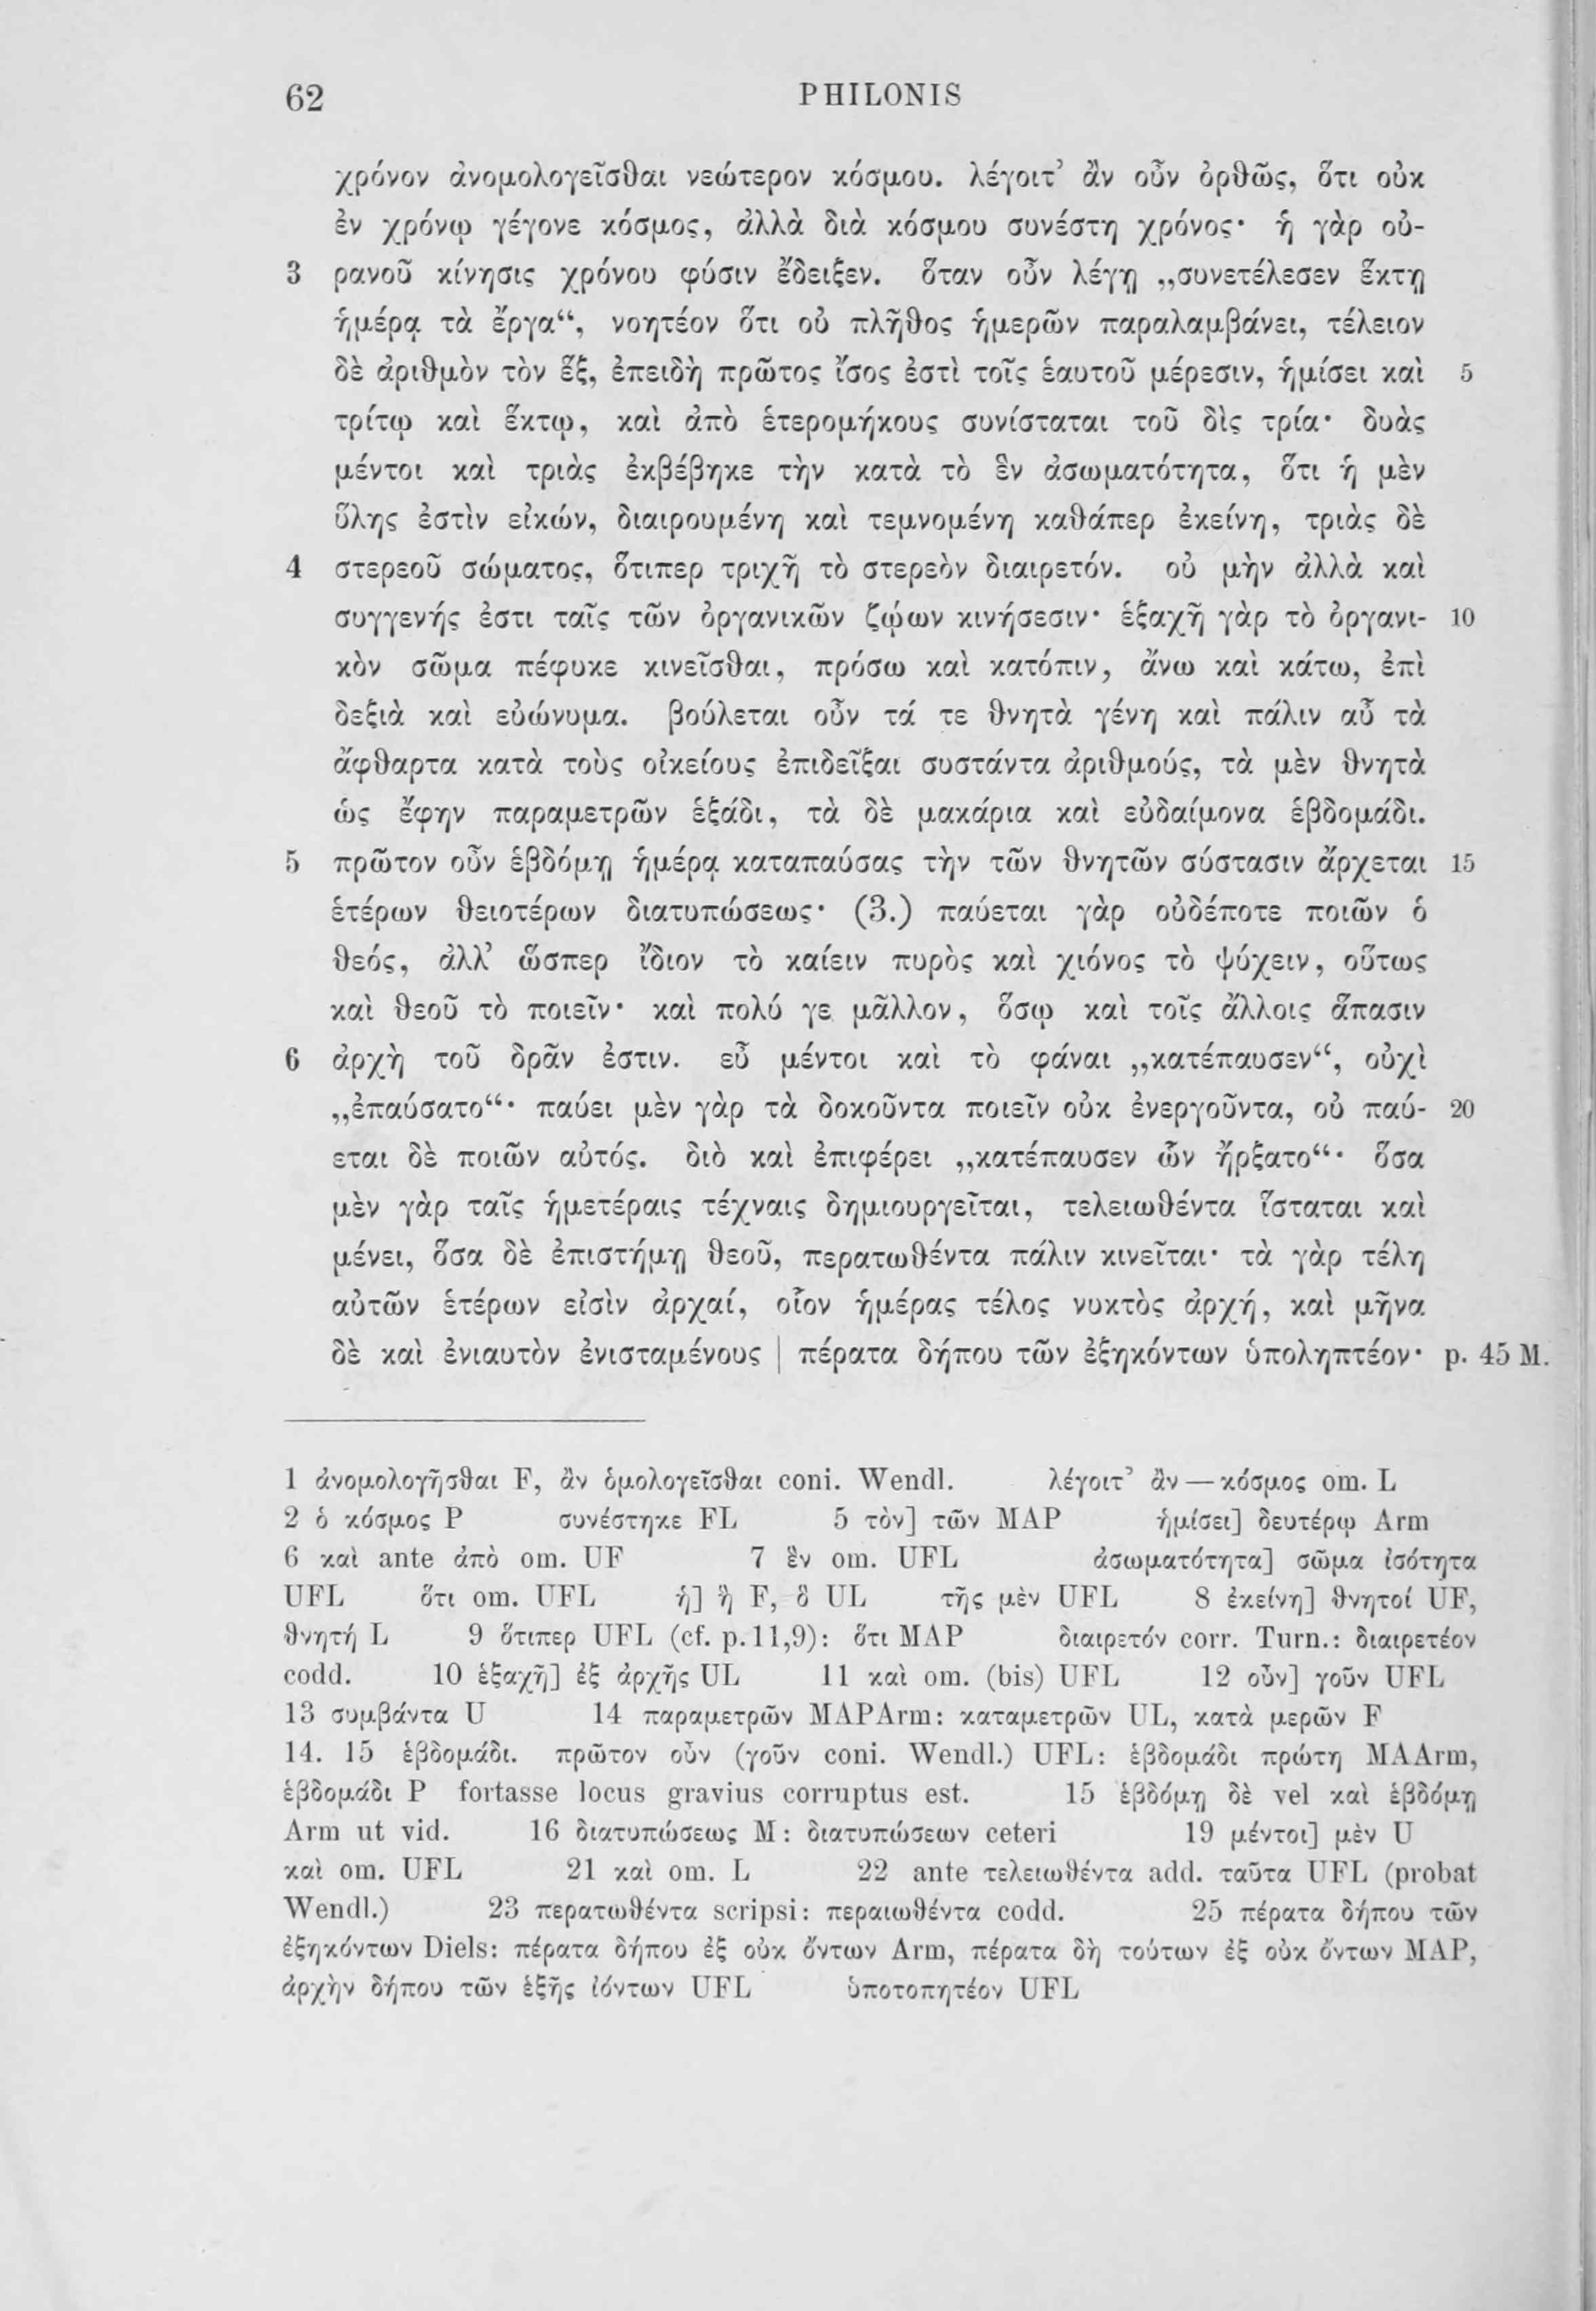 62 PHILONIS
χρόνον ἀνομολογεῖσθαι νεώτερον κόσμου. λέγοιτ’ ἂν οὖν ὀρθῶς, ὅτι οὐκ
ἐν χρόνῳ γέγονε κόσμος, ἀλλὰ διὰ κόσμου συνέστη χρόνος· ἡ γὰρ οὐ-
3 ρανοῦ κίνησις χρόνου φύσιν ἔδειξεν. ὅταν οὖν λέγῃ „συνετέλεσεν ἕκτῃ
ἡμέρᾳ τὰ ἔργα“, νοητέον ὅτι οὐ πλῆθος ἡμερῶν παραλαμβάνει, τέλειον
δὲ ἀριθμὸν τὸν ἕξ, ἐπειδὴ πρῶτος ἴσος ἐστὶ τοῖς ἑαυτοῦ μέρεσιν, ἡμίσει καὶ 5
τρίτῳ καὶ ἕκτῳ, καὶ ἀπὸ ἑτερομήκους συνίσταται τοῦ δὶς τρία· δυὰς
μέντοι καὶ τριὰς ἐκβέβηκε τὴν κατὰ τὸ ἓν ἀσωματότητα, ὅτι ἡ μὲν
ὕλης ἐστὶν εἰκών, διαιρουμένη καὶ τεμνομένη καθάπερ ἐκείνη, τριὰς δὲ
4 στερεοῦ σώματος, ὅτιπερ τριχῆ τὸ στερεὸν διαιρετόν. οὐ μὴν ἀλλὰ καὶ
συγγενής ἐστι ταῖς τῶν ὀργανικῶν ζῴων κινήσεσιν· ἑξαχῆ γὰρ τὸ ὀργανι- 10
κὸν σῶμα πέφυκε κινεῖσθαι, πρόσω καὶ κατόπιν, ἄνω καὶ κάτω, ἐπὶ
δεξιὰ καὶ εὐώνυμα. βούλεται οὖν τά τε θνητὰ γένη καὶ πάλιν αὖ τὰ
ἄφθαρτα κατὰ τοὺς οἰκείους ἐπιδεῖξαι συστάντα ἀριθμούς, τὰ μὲν θνητὰ
ὡς ἔφην παραμετρῶν ἑξάδι, τὰ δὲ μακάρια καὶ εὐδαίμονα ἑβδομάδι.
5 πρῶτον οὖν ἑβδόμῃ ἡμέρᾳ καταπαύσας τὴν τῶν θνητῶν σύστασιν ἄρχεται 15
ἑτέρων θειοτέρων διατυπώσεως· (3.) παύεται γὰρ οὐδέποτε ποιῶν ὁ
θεός, ἀλλ’ ὥσπερ ἴδιον τὸ καίειν πυρὸς καὶ χιόνος τὸ ψύχειν, οὕτως
καὶ θεοῦ τὸ ποιεῖν· καὶ πολύ γε μᾶλλον, ὅσῳ καὶ τοῖς ἄλλοις ἅπασιν
6 ἀρχὴ τοῦ δρᾶν ἐστιν. εὖ μέντοι καὶ τὸ φάναι „κατέπαυσεν“, οὐχὶ
„ἐπαύσατο“· παύει μὲν γὰρ τὰ δοκοῦντα ποιεῖν οὐκ ἐνεργοῦντα, οὐ παύ- 20
εται δὲ ποιῶν αὐτός. διὸ καὶ ἐπιφέρει „κατέπαυσεν ὧν ἤρξατο“· ὅσα
μὲν γὰρ ταῖς ἡμετέραις τέχναις δημιουργεῖται, τελειωθέντα ἵσταται καὶ
μένει, ὅσα δὲ ἐπιστήμῃ θεοῦ, περατωθέντα πάλιν κινεῖται· τὰ γὰρ τέλη
αὐτῶν ἑτέρων εἰσὶν ἀρχαί, οἷον ἡμέρας τέλος νυκτὸς ἀρχή, καὶ μῆνα
δὲ καὶ ἐνιαυτὸν ἐνισταμένους | πέρατα δήπου τῶν ἐξηκόντων ὑποληπτέον· p. 45 M.
1 ἀνομολογῆσθαι F, ἂν ὁμολογεῖσθαι coni. Wendl. λέγοιτ’ ἂν — κόσμος om. L
2 ὁ κόσμος P συνέστηκε FL 5 τὸν] τῶν MAP ἡμίσει] δευτέρῳ Arm
6 καὶ ante ἀπὸ om. UF 7 ἓν om. UFL ἀσωματότητα] σῶμα ἰσότητα
UFL ὅτι om. UFL ἡ] ἢ F, ὃ UL τῆς μὲν UFL 8 ἐκείνη] θνητοί UF,
θνητή L 9 ὅτιπερ UFL (cf. p. 11,9): ὅτι MAP διαιρετόν corr. Turn.: διαιρετέον
codd. 10 ἑξαχῆ] ἐξ ἀρχῆς UL 11 καὶ om. (bis) UFL 12 οὖν] γοῦν UFL
13 συμβάντα U 14 παραμετρῶν MAPArm: καταμετρῶν UL, κατὰ μερῶν F
14. 15 ἑβδομάδι. πρῶτον οὖν (γοῦν coni. Wendl.) UFL: ἑβδομάδι πρώτη MAArm,
ἑβδομάδι P fortasse locus gravius corruptus est. 15 ἑβδόμῃ δὲ vel καὶ ἑβδόμῃ
Arm ut vid. 16 διατυπώσεως M: διατυπώσεων ceteri 19 μέντοι] μὲν U
καὶ om. UFL 21 καὶ om. L 22 ante τελειωθέντα add. ταῦτα UFL (probat
Wendl.) 23 περατωθέντα scripsi: περαιωθέντα codd. 25 πέρατα δήπου τῶν
ἐξηκόντων Diels: πέρατα δήπου ἐξ οὐκ ὄντων Arm, πέρατα δὴ τούτων ἐξ οὐκ ὄντων MAP,
ἀρχὴν δήπου τῶν ἑξῆς ἰόντων UFL ὑποτοπητέον UFL